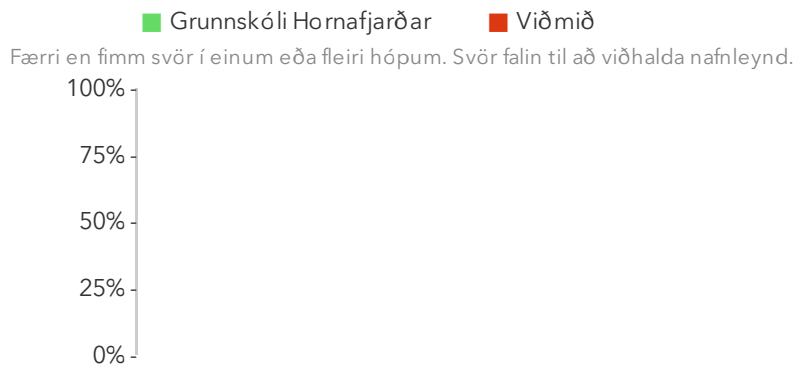 Grunnskóli Hornafjarðar Viðmið
Færri en fimm svör í einum eða fleiri hópum. Svör falin til að viðhalda nafnleynd.
100%
75%
50%
25%
0%